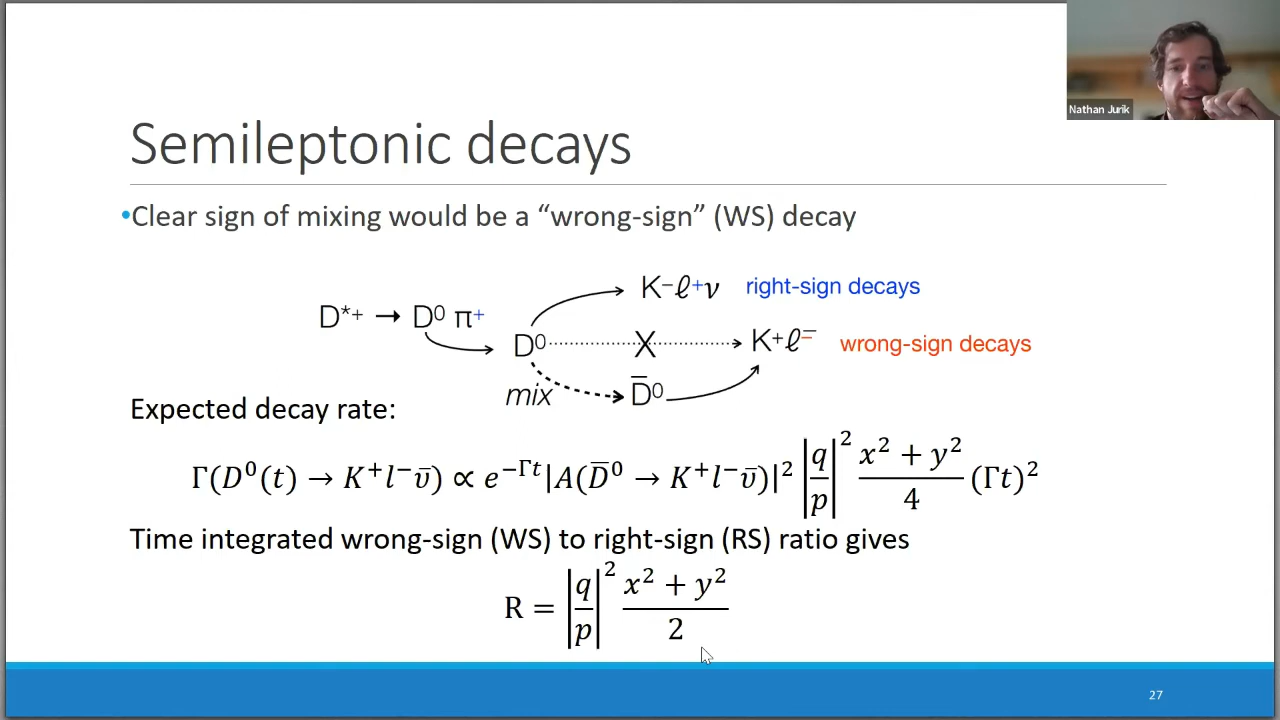 Nathan Jurik
Semileptonic decays
•Clear sign of mixing would be a “wrong-sign” (WS) decay
K⁻ℓ⁺ν right-sign decays
D*⁺ → D⁰ π⁺
D⁰ X K⁺ℓ⁻ wrong-sign decays
mix D̅⁰
Expected decay rate:
Γ(D⁰(t) → K⁺l⁻υ̅) ∝ e^{−Γt}|A(D̅⁰ → K⁺l⁻υ̅)|² |q/p|² (x² + y²)/4 (Γt)²
Time integrated wrong-sign (WS) to right-sign (RS) ratio gives
R = |q/p|² (x² + y²)/2
27